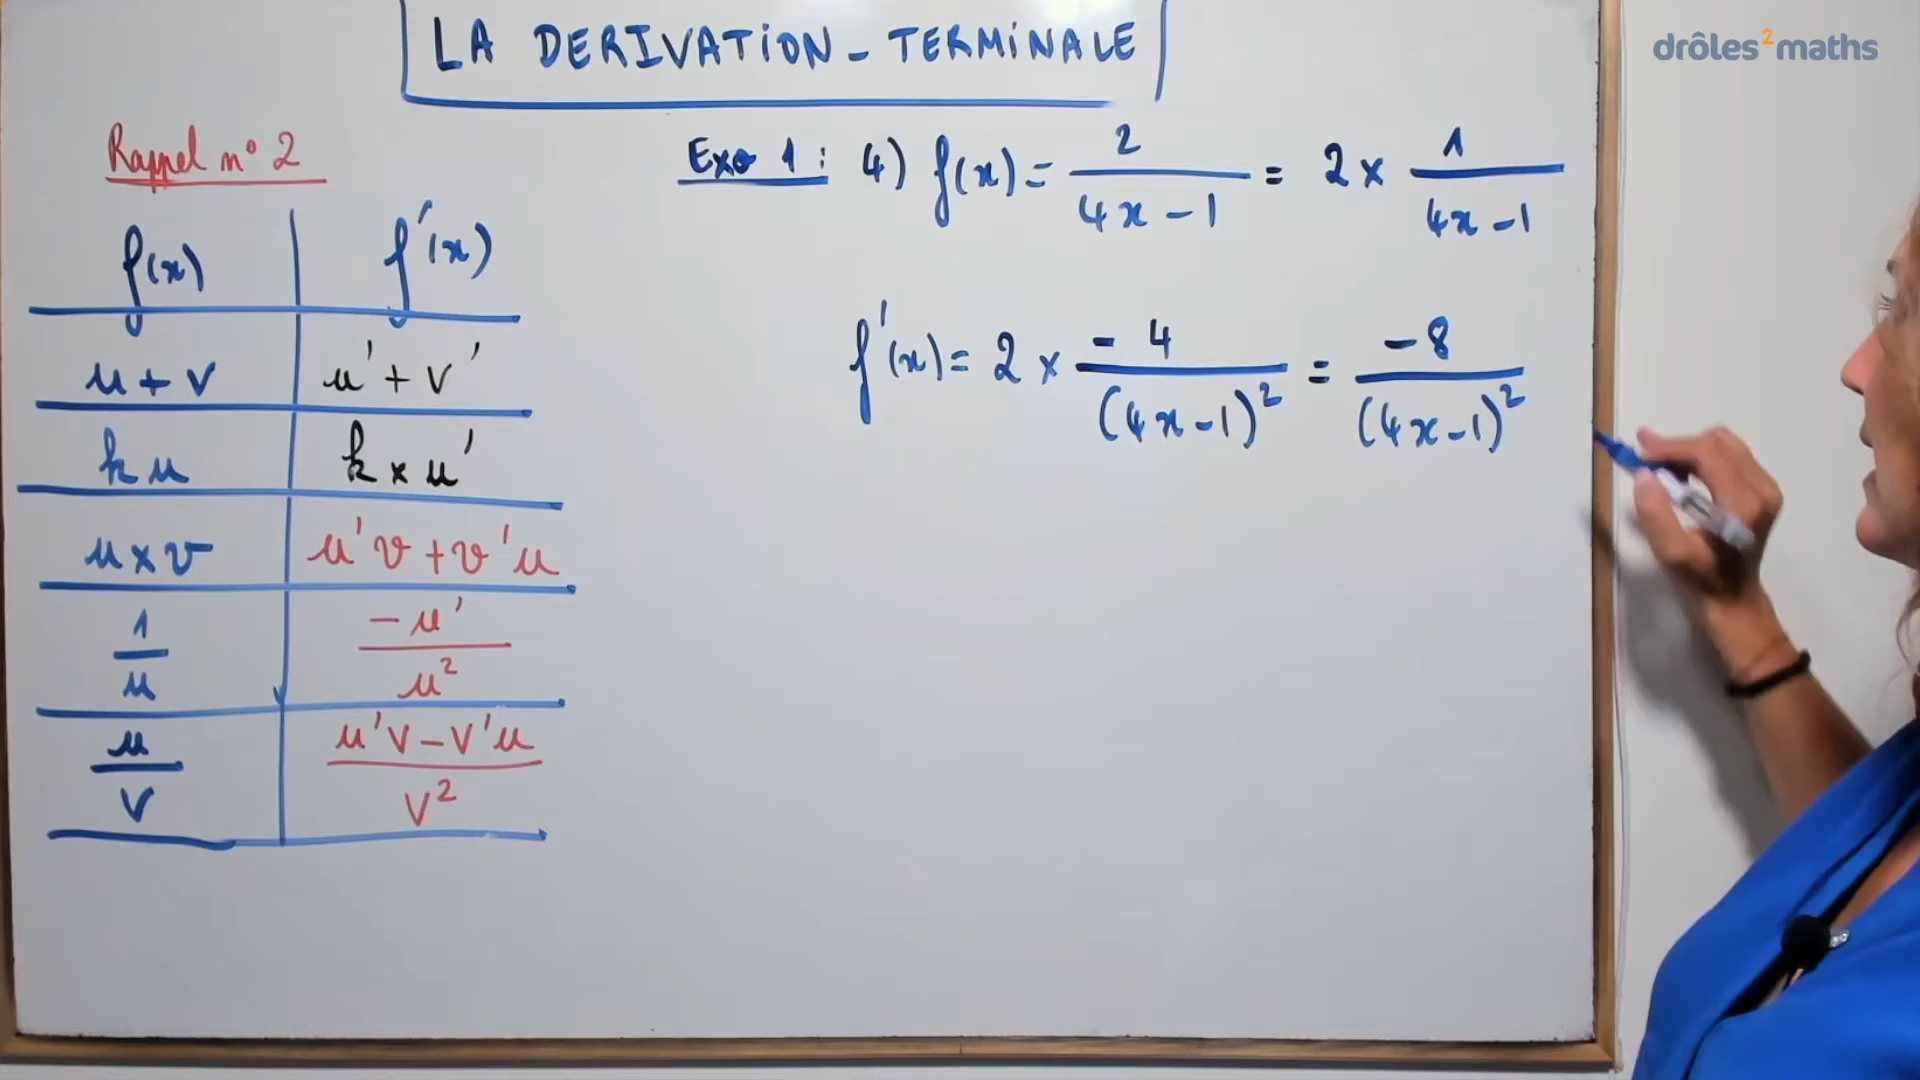 LA DERIVATION - TERMINALE
drôles²maths
Rappel n° 2
f(x) | f'(x)
u + v | u' + v'
k u | k × u'
u × v | u'v + v'u
1/u | -u'/u²
u/v | (u'v - v'u)/v²
Exo 1 : 4) f(x) = 2/(4x - 1) = 2 × 1/(4x - 1)
f'(x) = 2 × -4/(4x - 1)² = -8/(4x - 1)²